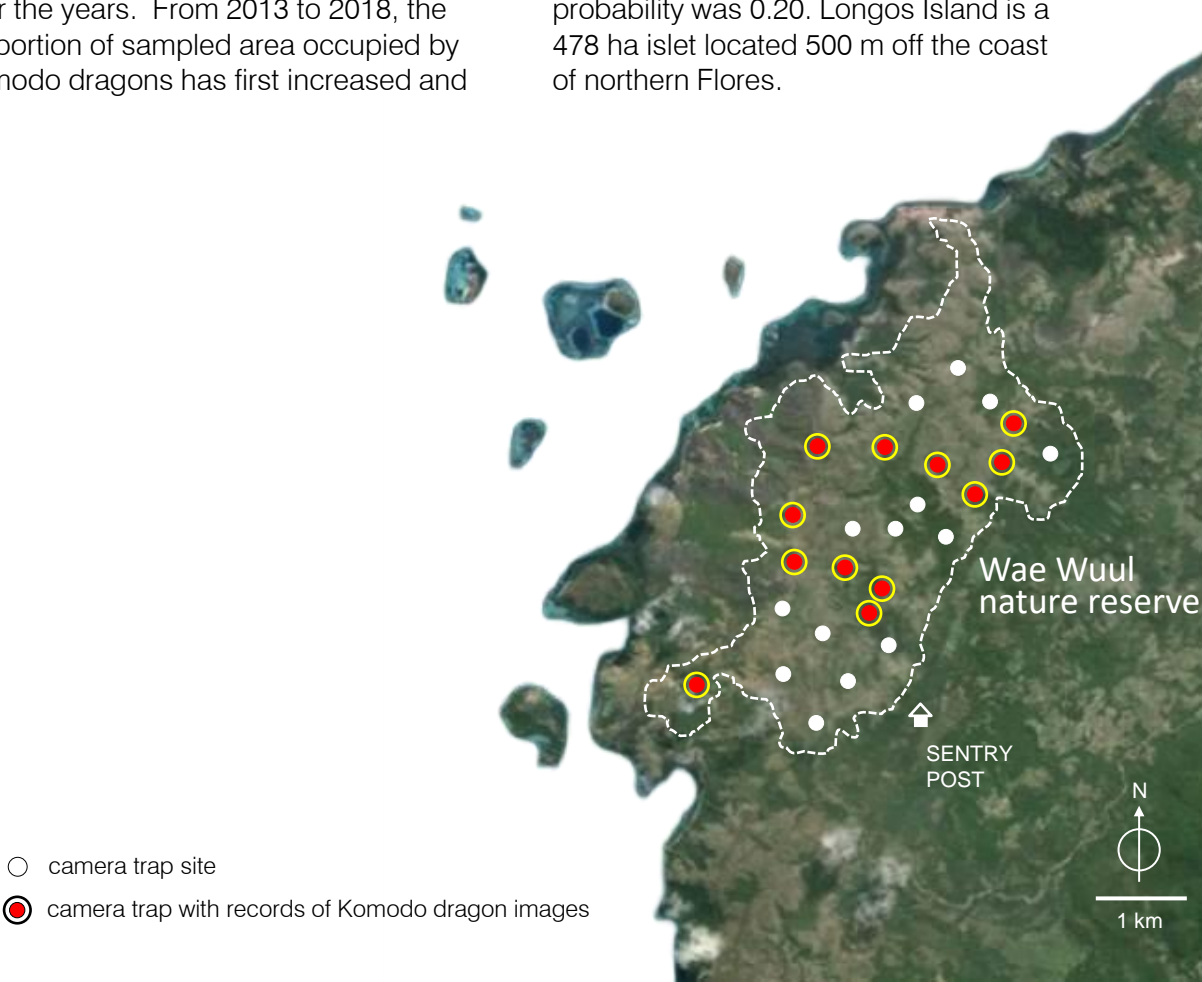 the years. From 2013 to 2018, the
portion of sampled area occupied by
modo dragons has first increased and
probability was 0.20. Longos Island is a
478 ha islet located 500 m off the coast
of northern Flores.
Wae Wuul
nature reserve
SENTRY
POST
N
1 km
camera trap site
camera trap with records of Komodo dragon images